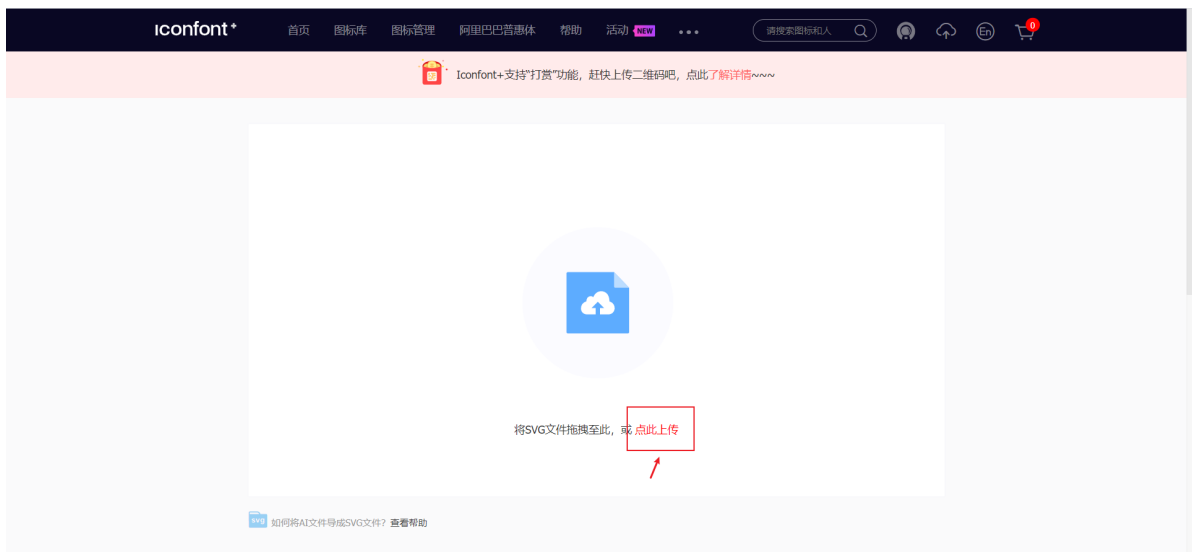 Iconfont+ 首页 图标库 图标管理 阿里巴巴普惠体 帮助 活动 NEW ••• 请搜索图标和人 En 0
Iconfont+支持"打赏"功能，赶快上传二维码吧，点此了解详情~~~
将SVG文件拖拽至此，或 点此上传
svg 如何将AI文件导成SVG文件? 查看帮助